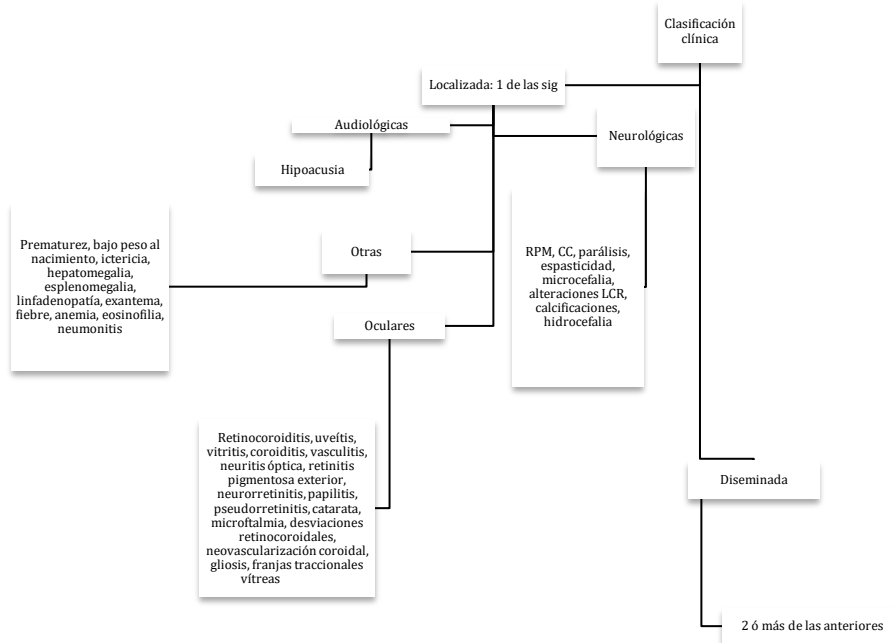 Clasificación
clínica
Localizada: 1 de las sig
Audiológicas
Hipoacusia
Neurológicas
RPM, CC, parálisis,
espasticidad,
microcefalia,
alteraciones LCR,
calcificaciones,
hidrocefalia
Otras
Prematurez, bajo peso al
nacimiento, ictericia,
hepatomegalia,
esplenomegalia,
linfadenopatía, exantema,
fiebre, anemia, eosinofilia,
neumonitis
Oculares
Retinocoroiditis, uveítis,
vitritis, coroiditis, vasculitis,
neuritis óptica, retinitis
pigmentosa exterior,
neurorretinitis, papilitis,
pseudorretinitis, catarata,
microftalmia, desviaciones
retinocoroidales,
neovascularización coroidal,
gliosis, franjas traccionales
vítreas
Diseminada
2 ó más de las anteriores